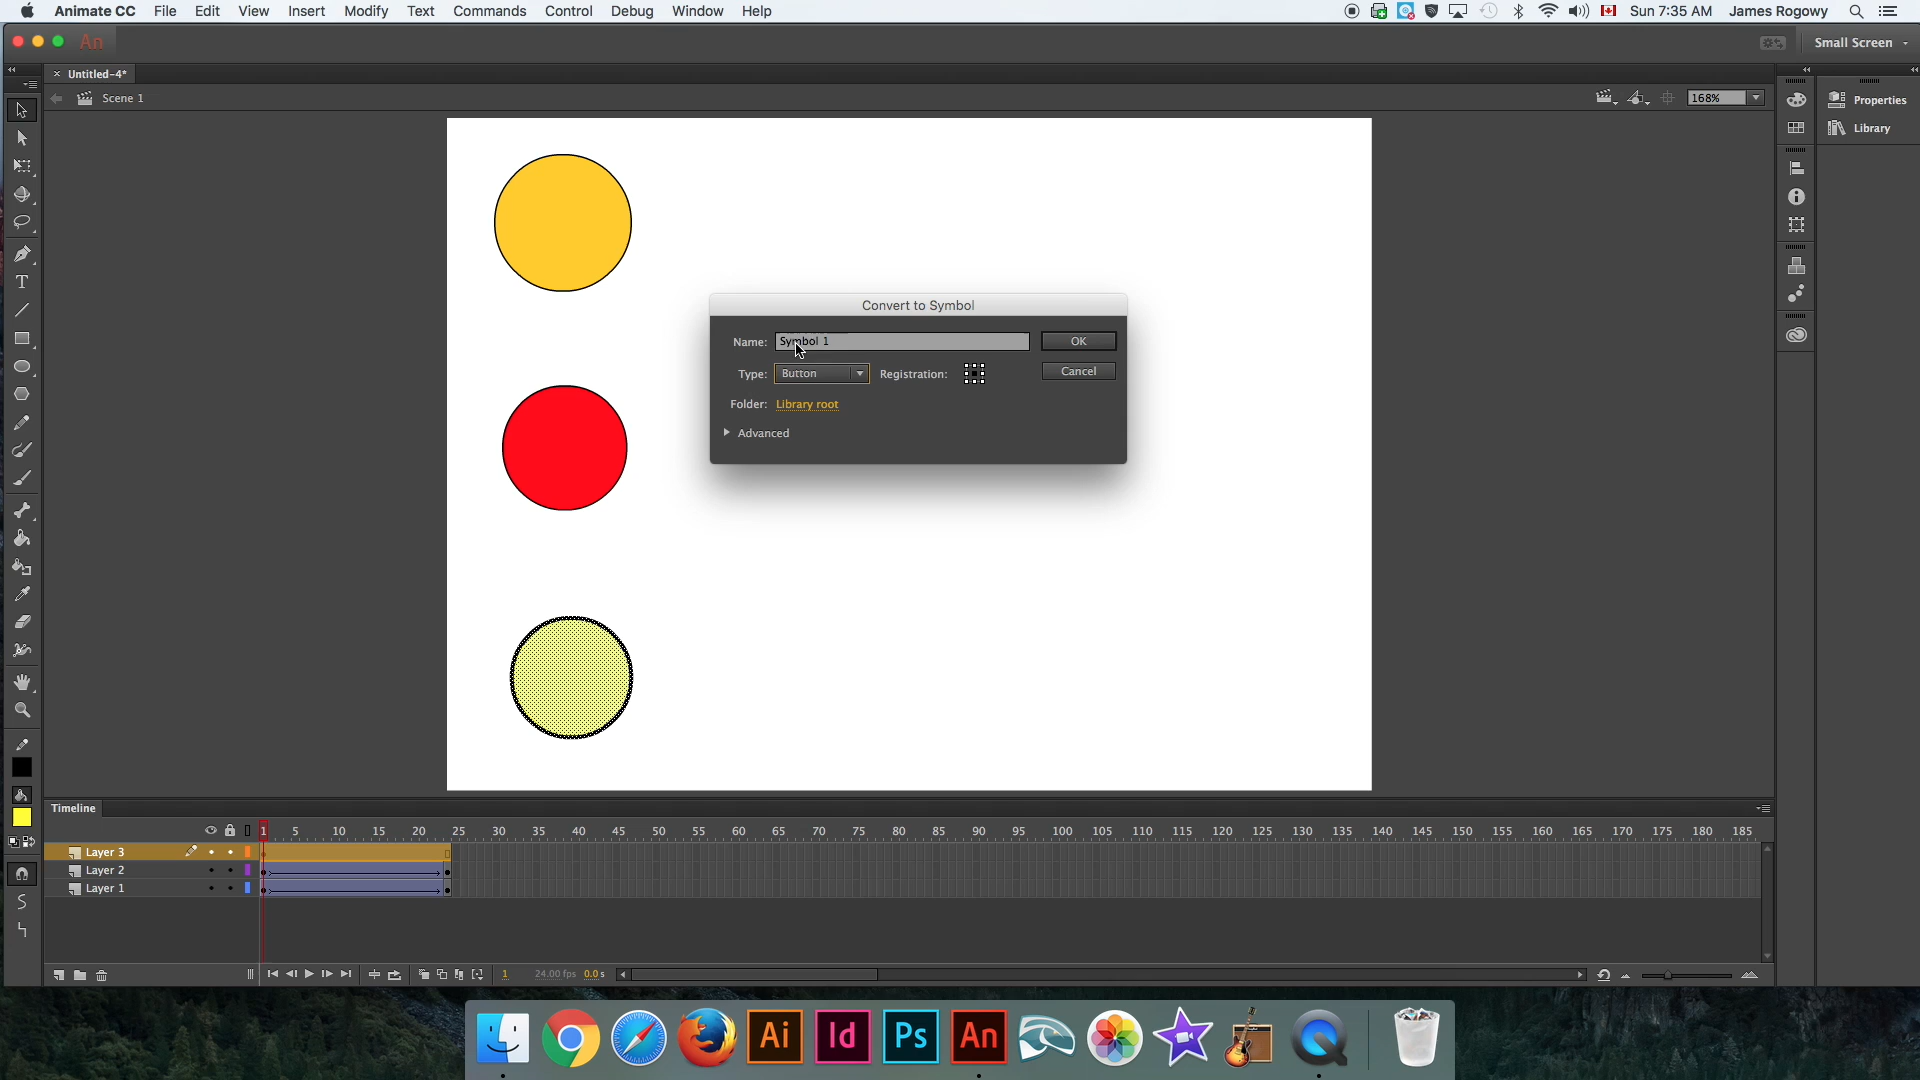 Animate CC File Edit View Insert Modify Text Commands Control Debug Window Help Sun 7:35 AM James Rogowy
An Small Screen
Untitled-4*
Scene 1 168% Properties
Library
Convert to Symbol
Name: Symbol 1 OK
Type: Button Registration: Cancel
Folder: Library root
Advanced
T
Timeline
1 5 10 15 20 25 30 35 40 45 50 55 60 65 70 75 80 85 90 95 100 105 110 115 120 125 130 135 140 145 150 155 160 165 170 175 180 185
Layer 3
Layer 2
Layer 1
1 24.00 fps 0.0 s
Ai Id Ps An